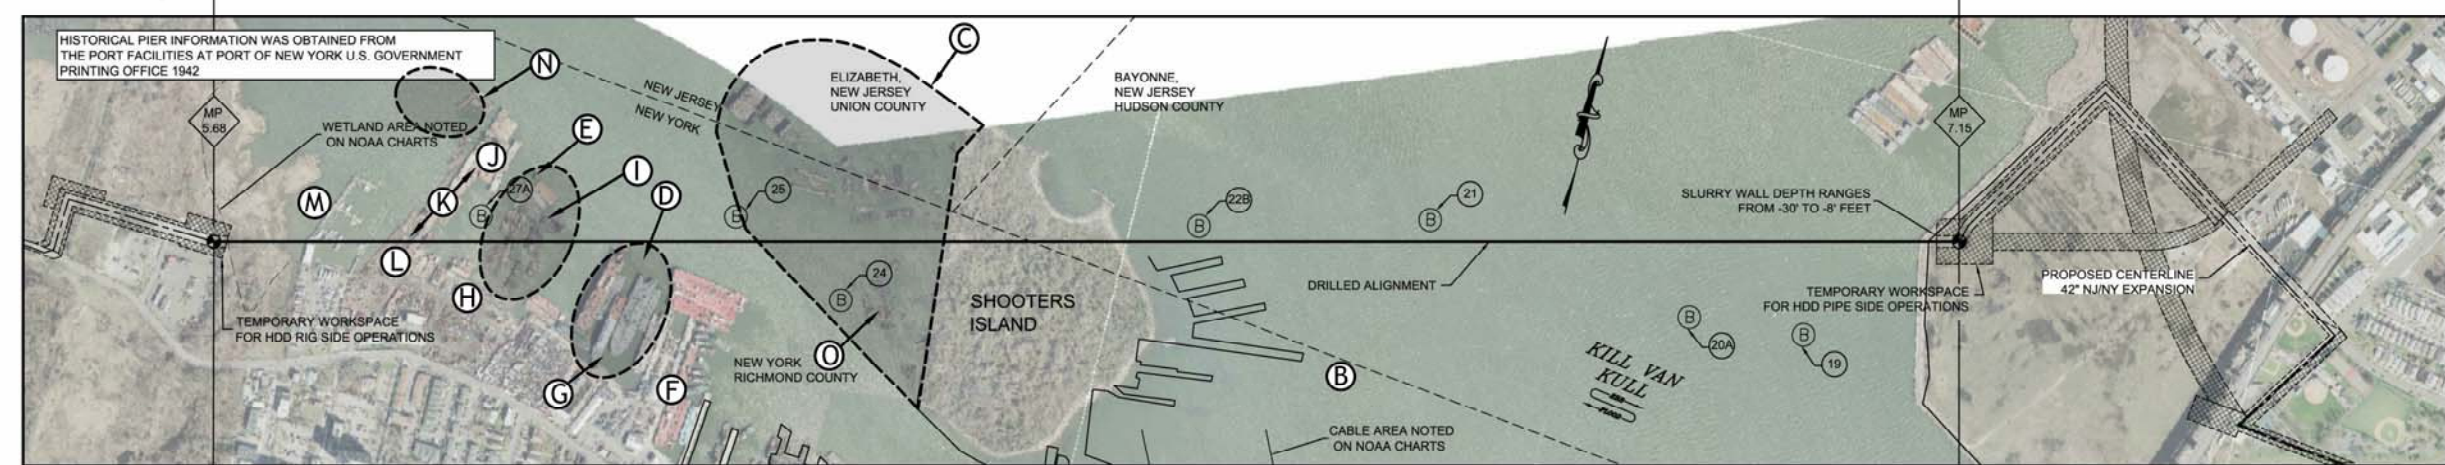 HISTORICAL PIER INFORMATION WAS OBTAINED FROM
THE PORT FACILITIES AT PORT OF NEW YORK U.S. GOVERNMENT
PRINTING OFFICE 1942
N
C
MP
5.68
WETLAND AREA NOTED
ON NOAA CHARTS
NEW JERSEY
NEW YORK
ELIZABETH,
NEW JERSEY
UNION COUNTY
BAYONNE,
NEW JERSEY
HUDSON COUNTY
MP
7.15
E
J
I
K
M
D
L
H
27A
B
25
B
22B
B
21
B
SLURRY WALL DEPTH RANGES
FROM -30' TO -8' FEET
24
B
SHOOTERS
ISLAND
DRILLED ALIGNMENT
PROPOSED CENTERLINE
42" NJ/NY EXPANSION
TEMPORARY WORKSPACE
FOR HDD PIPE SIDE OPERATIONS
TEMPORARY WORKSPACE
FOR HDD RIG SIDE OPERATIONS
G
F
O
NEW YORK
RICHMOND COUNTY
B
B
20A
B
19
KILL VAN
KULL
EBB
FLOOD
CABLE AREA NOTED
ON NOAA CHARTS